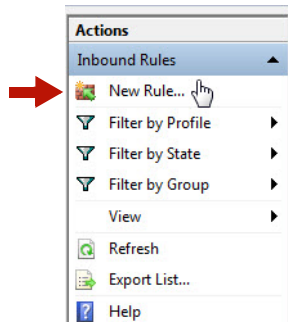 Actions
Inbound Rules
New Rule...
Filter by Profile
Filter by State
Filter by Group
View
Refresh
Export List...
Help